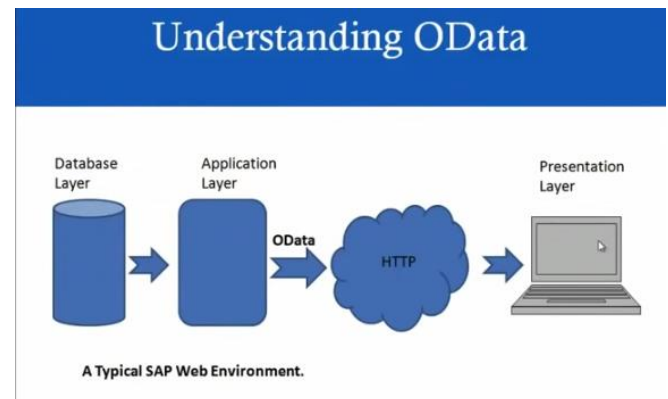 Understanding OData
Database
Layer
Application
Layer
Presentation
Layer
OData
HTTP
A Typical SAP Web Environment.